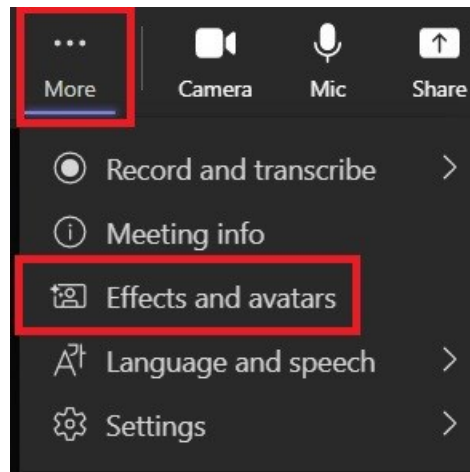 More Camera Mic Share
Record and transcribe
Meeting info
Effects and avatars
Language and speech
Settings